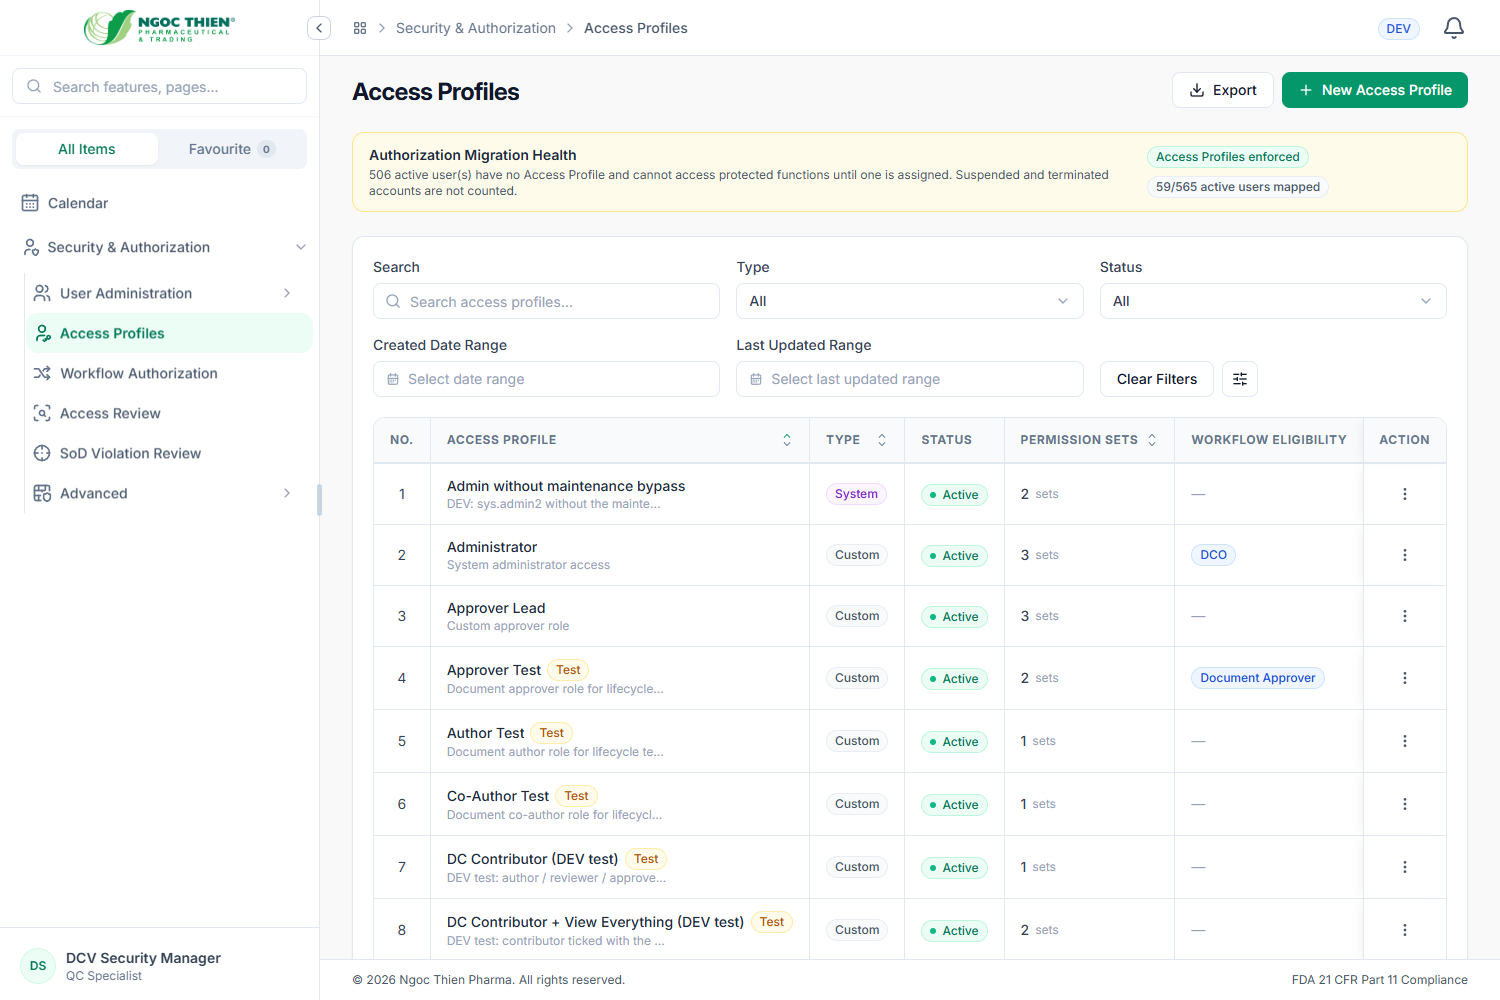 NGOC THIEN®
PHARMACEUTICAL
& TRADING
Search features, pages...
All Items
Favourite 0
Calendar
Security & Authorization
User Administration
Access Profiles
Workflow Authorization
Access Review
SoD Violation Review
Advanced
DS
DCV Security Manager
QC Specialist
Security & Authorization
Access Profiles
DEV
Access Profiles
Export
New Access Profile
Authorization Migration Health
506 active user(s) have no Access Profile and cannot access protected functions until one is assigned. Suspended and terminated
accounts are not counted.
Access Profiles enforced
59/565 active users mapped
Search
Type
Status
Search access profiles...
All
All
Created Date Range
Last Updated Range
Select date range
Select last updated range
Clear Filters
NO. ACCESS PROFILE TYPE STATUS PERMISSION SETS WORKFLOW ELIGIBILITY ACTION
1 Admin without maintenance bypass System Active 2 sets —
DEV: sys.admin2 without the mainte...
2 Administrator Custom Active 3 sets DCO
System administrator access
3 Approver Lead Custom Active 3 sets —
Custom approver role
4 Approver Test Test Custom Active 2 sets Document Approver
Document approver role for lifecycle...
5 Author Test Test Custom Active 1 sets —
Document author role for lifecycle te...
6 Co-Author Test Test Custom Active 1 sets —
Document co-author role for lifecycl...
7 DC Contributor (DEV test) Test Custom Active 1 sets —
DEV test: author / reviewer / approve...
8 DC Contributor + View Everything (DEV test) Test Custom Active 2 sets —
DEV test: contributor ticked with the ...
© 2026 Ngoc Thien Pharma. All rights reserved.
FDA 21 CFR Part 11 Compliance